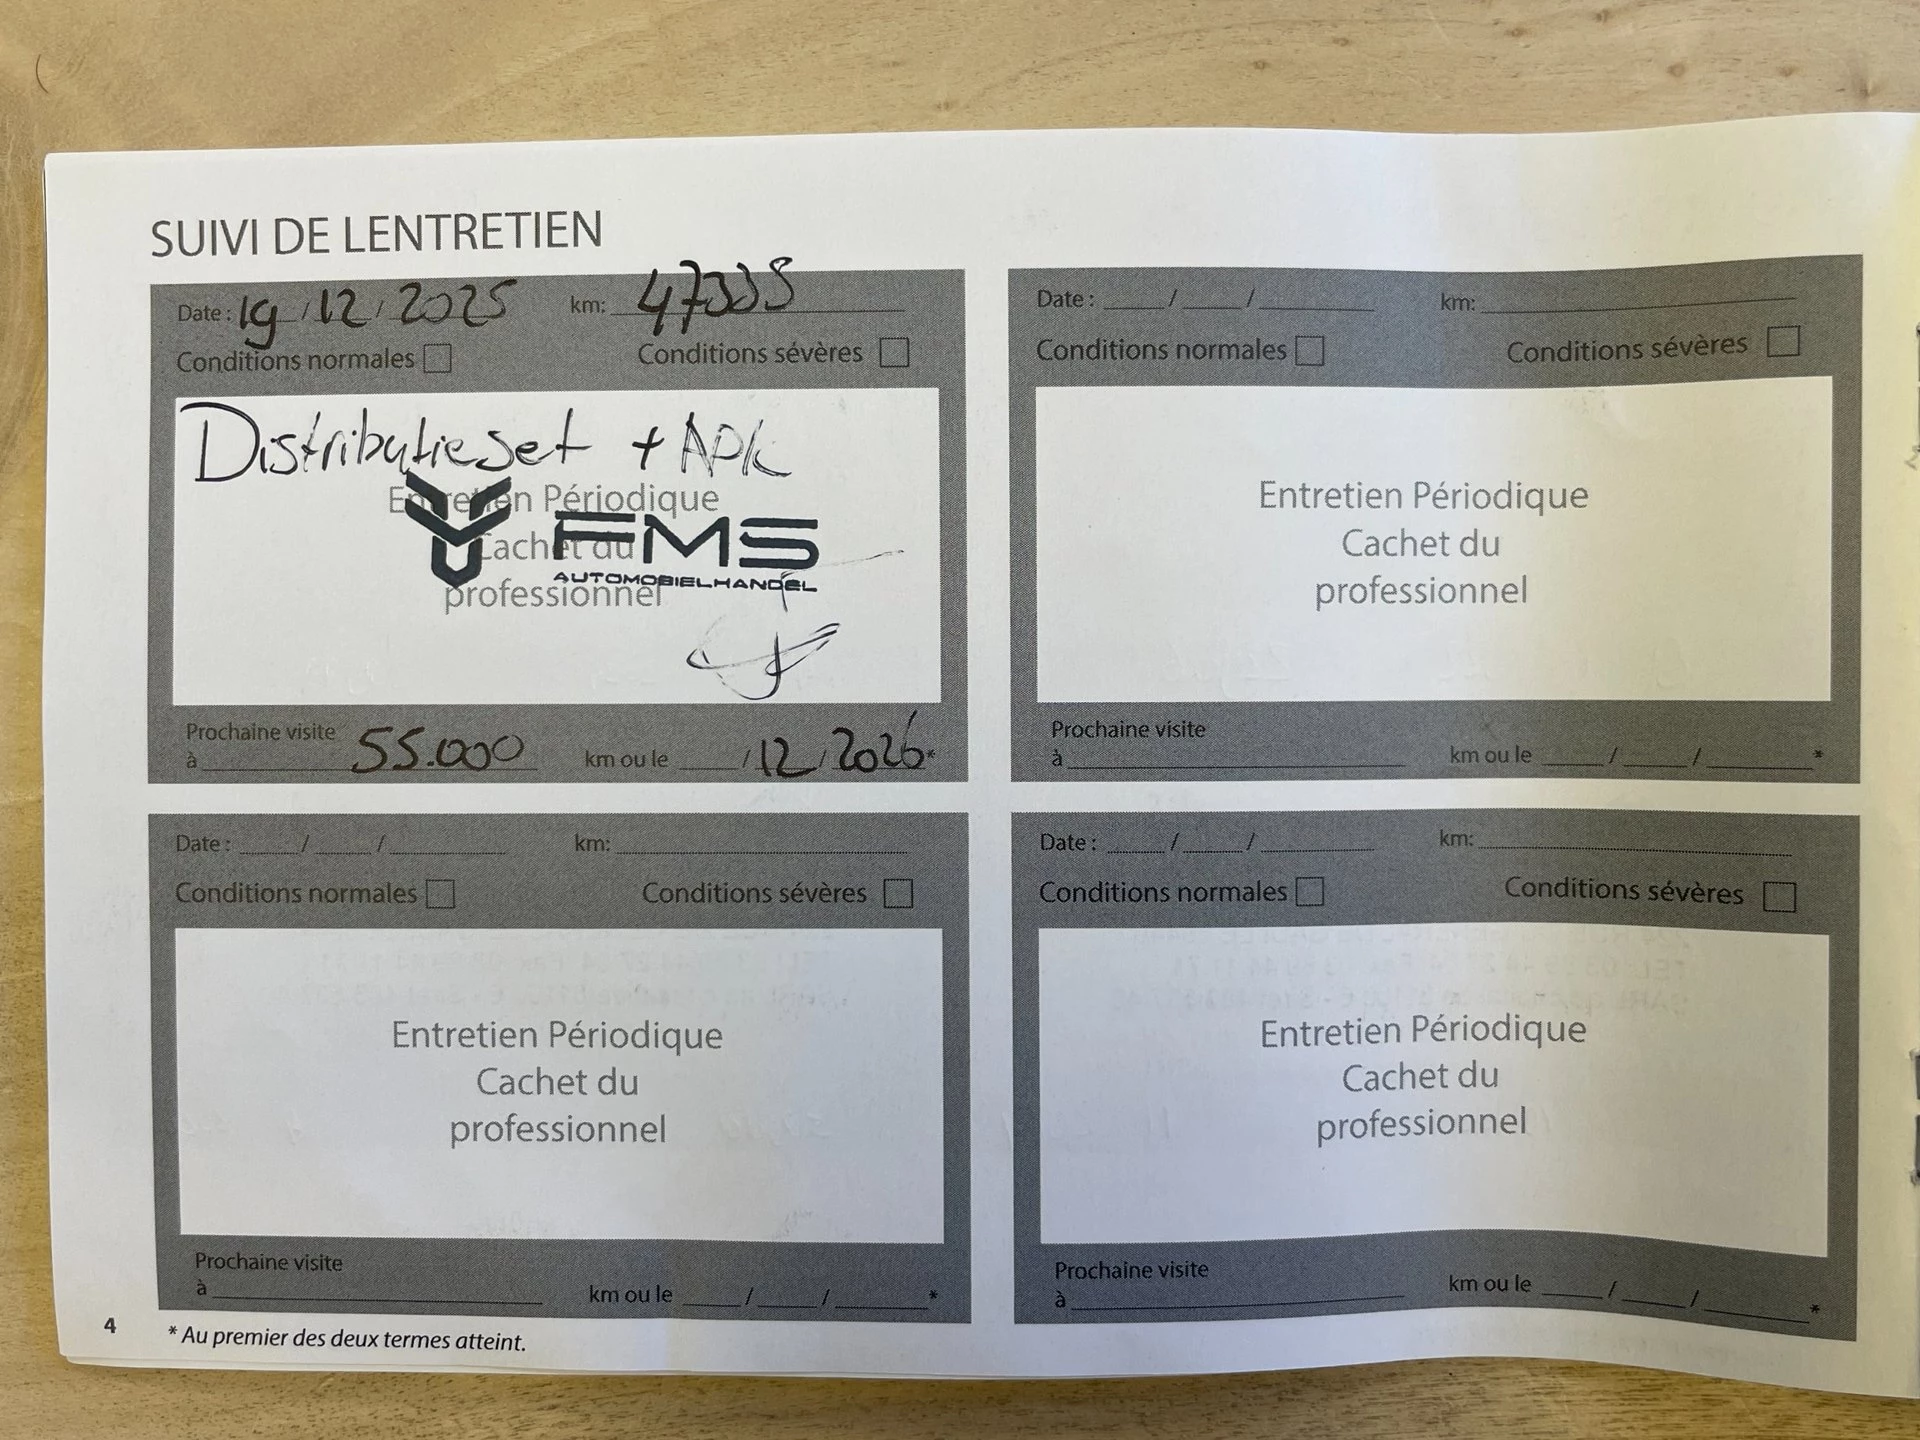 SUIVI DE LENTRETIEN
Date : 19 / 12 / 2025 km: 47335
Conditions normales Conditions sévères
Distributieset + APK
Entretien Périodique
Cachet du
professionnel
FMS
AUTOMOBIELHANDEL
Prochaine visite
à 55.000 km ou le / 12 / 2026*
Date : / / km:
Conditions normales Conditions sévères
Entretien Périodique
Cachet du
professionnel
Prochaine visite
à km ou le / / *
Date : / / km:
Conditions normales Conditions sévères
Entretien Périodique
Cachet du
professionnel
Prochaine visite
à km ou le / / *
Date : / / km:
Conditions normales Conditions sévères
Entretien Périodique
Cachet du
professionnel
Prochaine visite
à km ou le / / *
4
* Au premier des deux termes atteint.